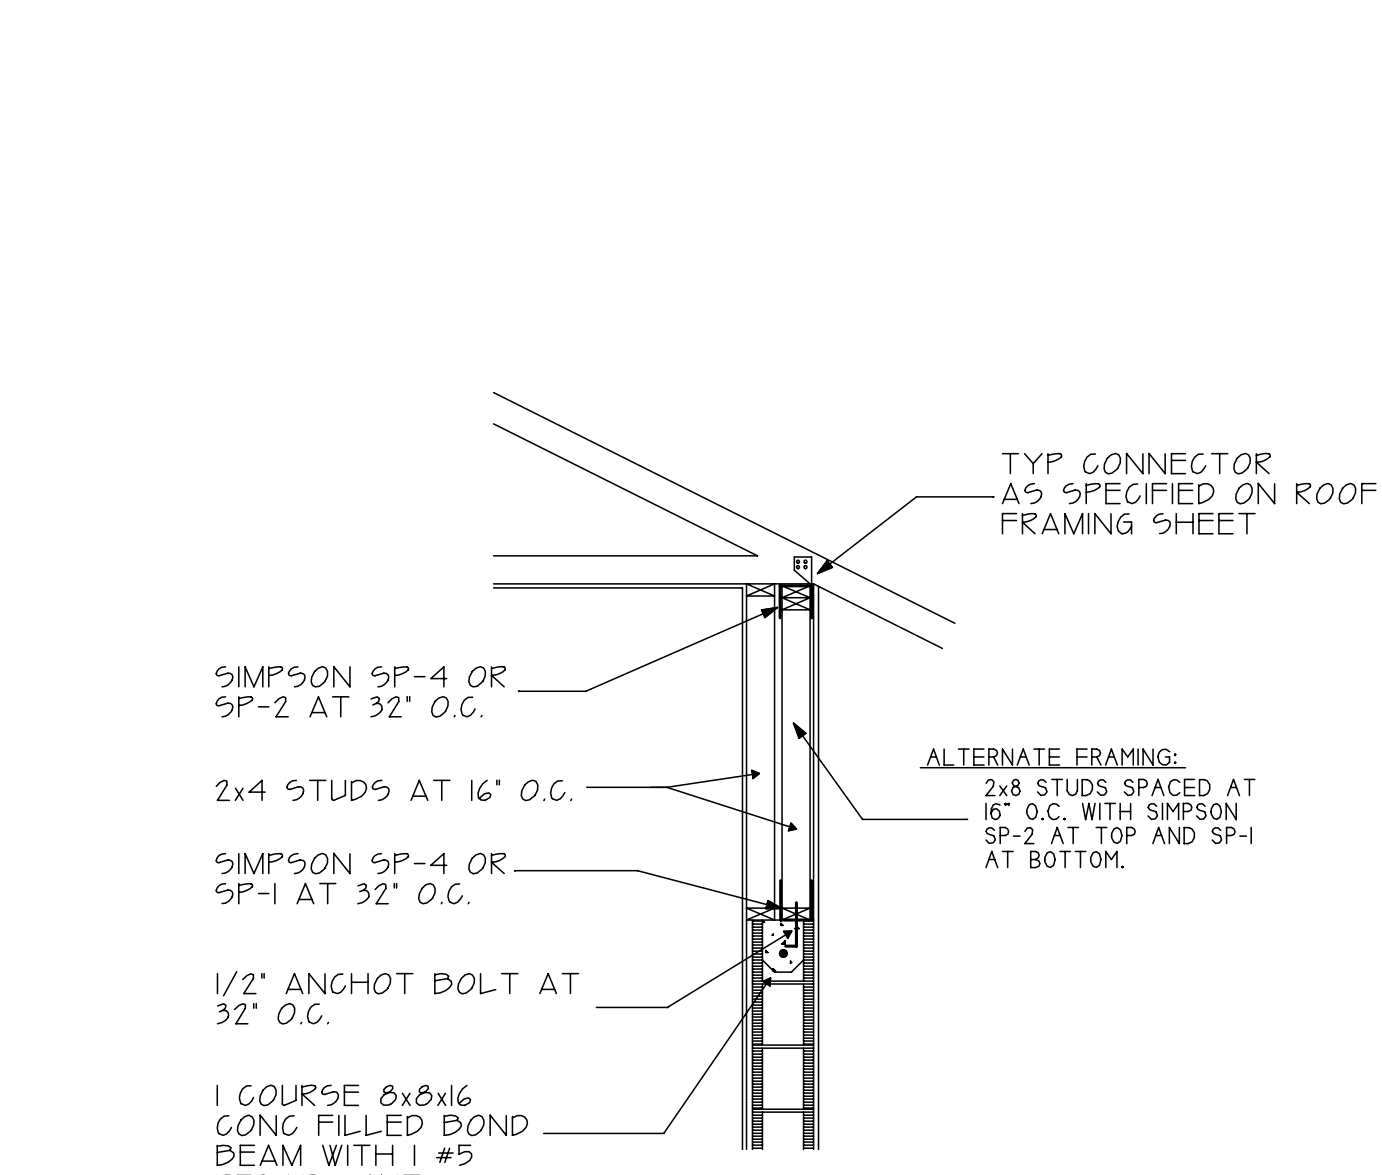 TYP CONNECTOR
AS SPECIFIED ON ROOF
FRAMING SHEET
SIMPSON SP-4 OR
SP-2 AT 32" O.C.
2x4 STUDS AT 16" O.C.
ALTERNATE FRAMING:
2x8 STUDS SPACED AT
16" O.C. WITH SIMPSON
SP-2 AT TOP AND SP-1
AT BOTTOM.
SIMPSON SP-4 OR
SP-1 AT 32" O.C.
1/2" ANCHOT BOLT AT
32" O.C.
1 COURSE 8x8x16
CONC FILLED BOND
BEAM WITH 1 #5